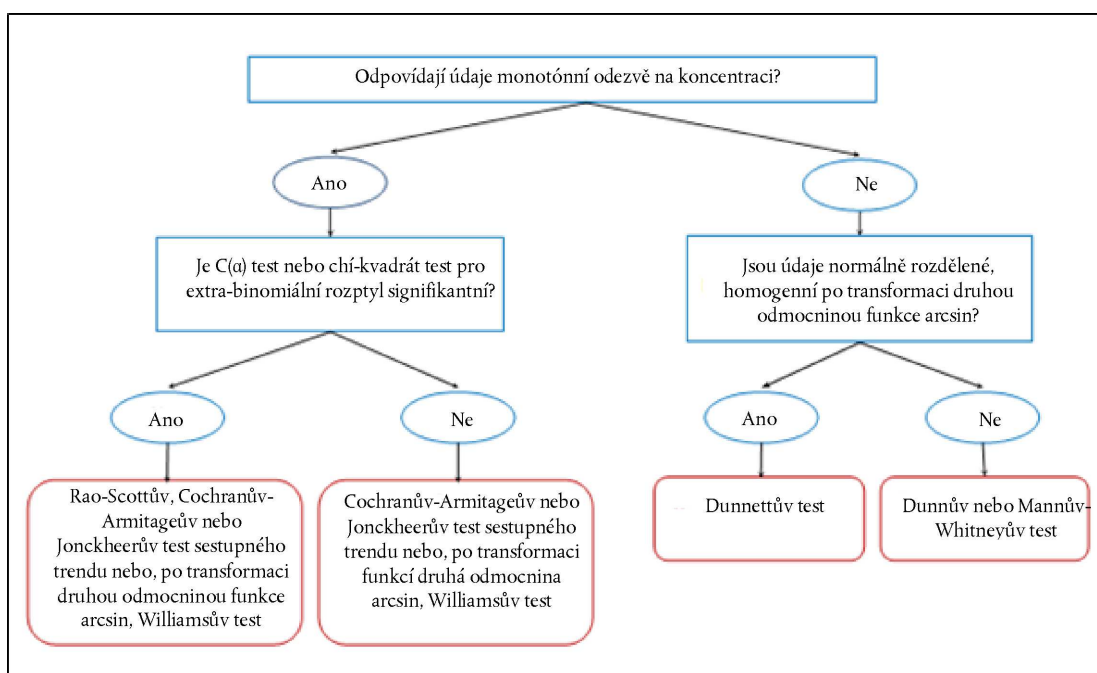 Odpovídají údaje monotónní odezvě na koncentraci?
Ano
Ne
Je C(α) test nebo chí-kvadrát test pro
extra-binomiální rozptyl signifikantní?
Jsou údaje normálně rozdělené,
homogenní po transformaci druhou
odmocninou funkce arcsin?
Ano
Ne
Ano
Ne
Rao-Scottův, Cochranův-
Armitageův nebo
Jonckheerův test sestupného
trendu nebo, po transformaci
druhou odmocninou funkce
arcsin, Williamsův test
Cochranův-Armitageův nebo
Jonckheerův test sestupného
trendu nebo, po transformaci
funkcí druhá odmocnina
arcsin, Williamsův test
Dunnettův test
Dunnův nebo Mannův-
Whitneyův test